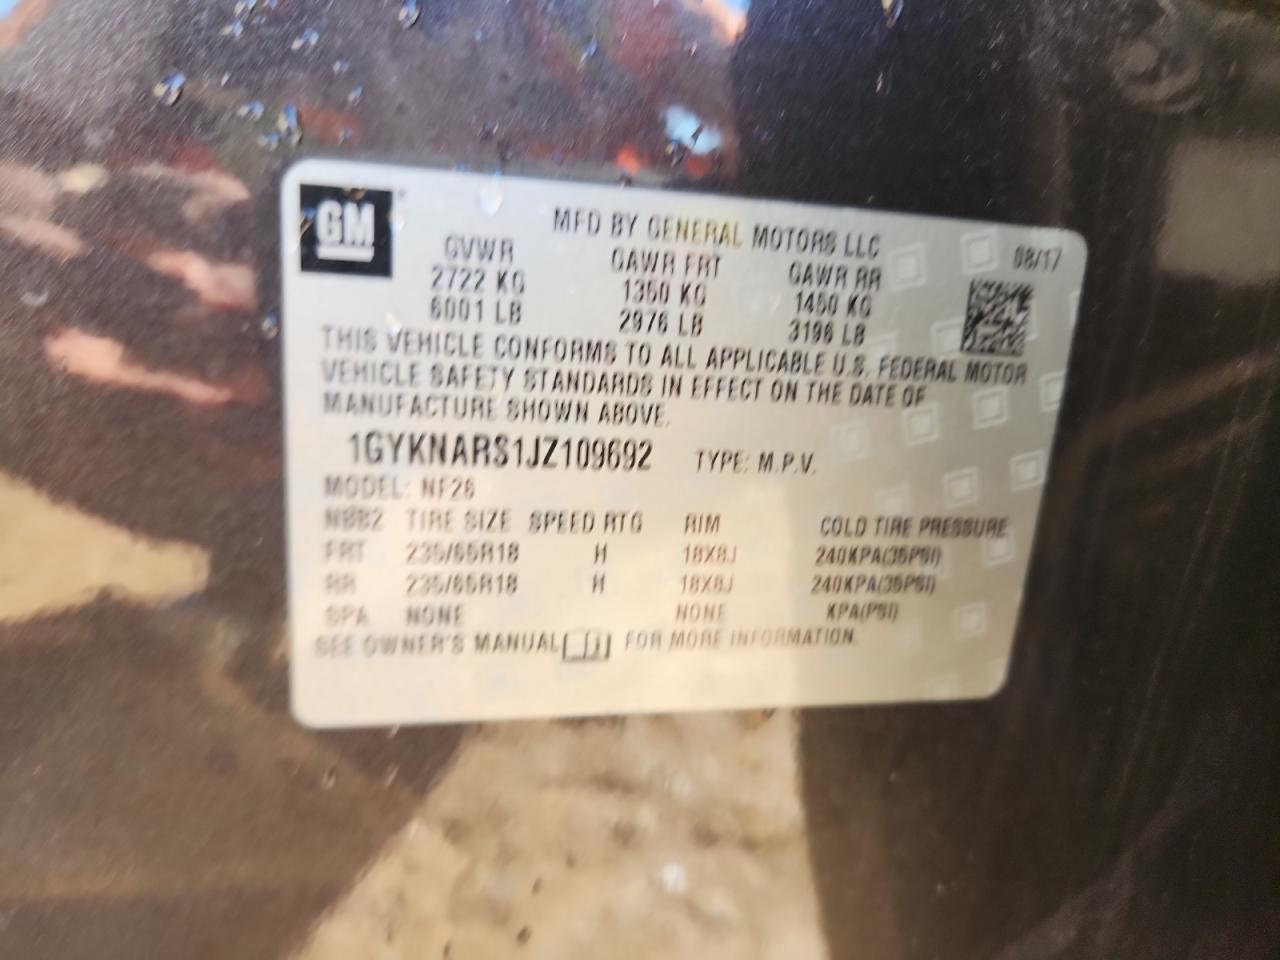 GM
MFD BY GENERAL MOTORS LLC
08/17
GVWR GAWR FRT GAWR RR
2722 KG 1350 KG 1450 KG
6001 LB 2976 LB 3196 LB
THIS VEHICLE CONFORMS TO ALL APPLICABLE U.S. FEDERAL MOTOR
VEHICLE SAFETY STANDARDS IN EFFECT ON THE DATE OF
MANUFACTURE SHOWN ABOVE.
1GYKNARS1JZ109692 TYPE: M.P.V.
MODEL: NF26
NBB2 TIRE SIZE SPEED RTG RIM COLD TIRE PRESSURE
FRT 235/65R18 H 18X8J 240KPA(35PSI)
RR 235/65R18 H 18X8J 240KPA(35PSI)
SPA NONE NONE KPA(PSI)
SEE OWNER'S MANUAL FOR MORE INFORMATION.